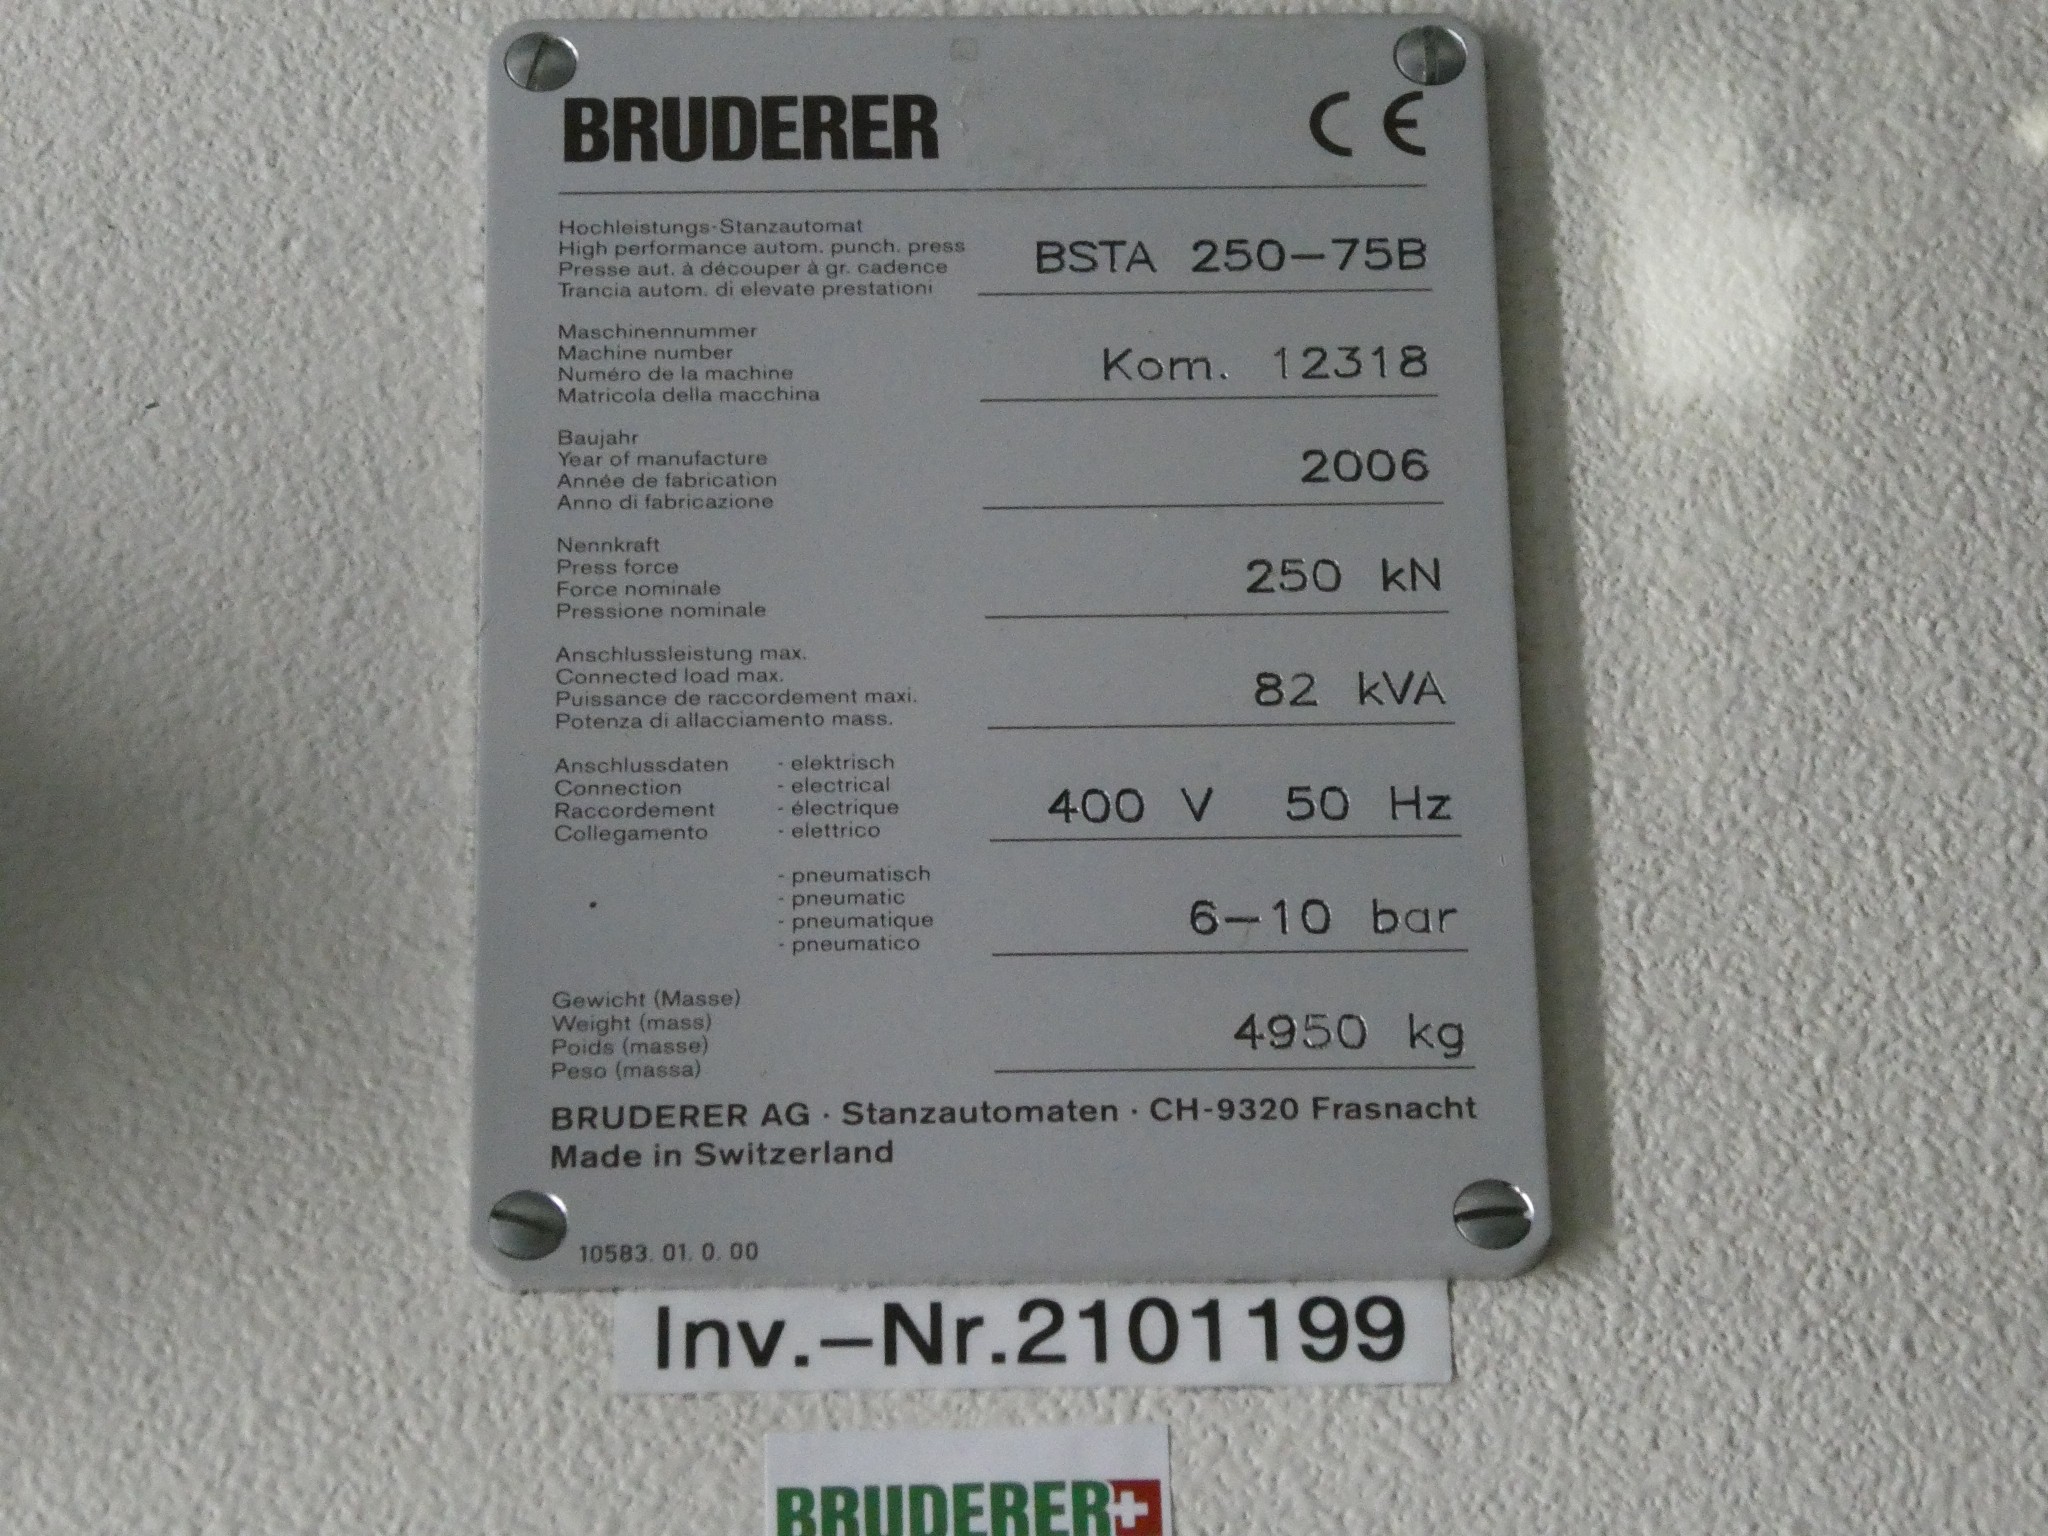 BRUDERER CE
Hochleistungs-Stanzautomat
High performance autom. punch. press
Presse aut. à découper à gr. cadence
Trancia autom. di elevate prestationi
BSTA 250-75B
Maschinennummer
Machine number
Numéro de la machine
Matricola della macchina
Kom. 12318
Baujahr
Year of manufacture
Année de fabrication
Anno di fabricazione
2006
Nennkraft
Press force
Force nominale
Pressione nominale
250 kN
Anschlussleistung max.
Connected load max.
Puissance de raccordement maxi.
Potenza di allacciamento mass.
82 kVA
Anschlussdaten - elektrisch
Connection - electrical
Raccordement - électrique
Collegamento - elettrico
400 V 50 Hz
- pneumatisch
- pneumatic
- pneumatique
- pneumatico
6-10 bar
Gewicht (Masse)
Weight (mass)
Poids (masse)
Peso (massa)
4950 kg
BRUDERER AG · Stanzautomaten · CH-9320 Frasnacht
Made in Switzerland
10583. 01. 0. 00
Inv.-Nr.2101199
BRUDERER